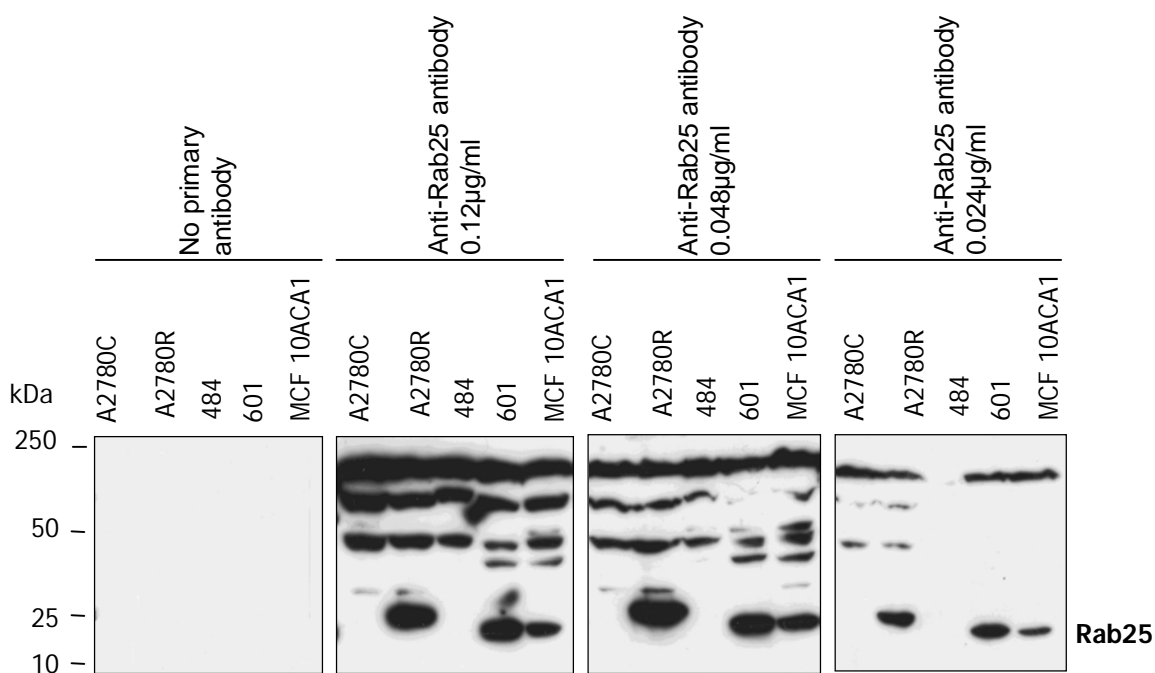 No primary
antibody
Anti-Rab25 antibody
0.12µg/ml
Anti-Rab25 antibody
0.048µg/ml
Anti-Rab25 antibody
0.024µg/ml
kDa
A2780C
A2780R
484
601
MCF 10ACA1
A2780C
A2780R
484
601
MCF 10ACA1
A2780C
A2780R
484
601
MCF 10ACA1
A2780C
A2780R
484
601
MCF 10ACA1
250
50
25
10
Rab25